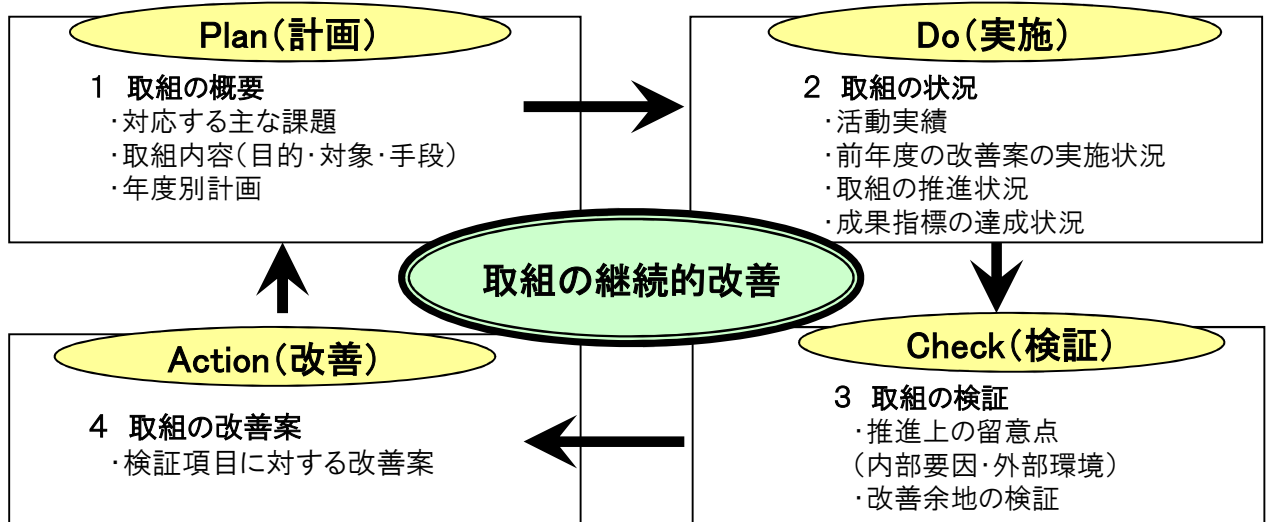 Plan(計画)
1 取組の概要
・対応する主な課題
・取組内容(目的・対象・手段)
・年度別計画
Do(実施)
2 取組の状況
・活動実績
・前年度の改善案の実施状況
・取組の推進状況
・成果指標の達成状況
取組の継続的改善
Action(改善)
4 取組の改善案
・検証項目に対する改善案
Check(検証)
3 取組の検証
・推進上の留意点
(内部要因・外部環境)
・改善余地の検証